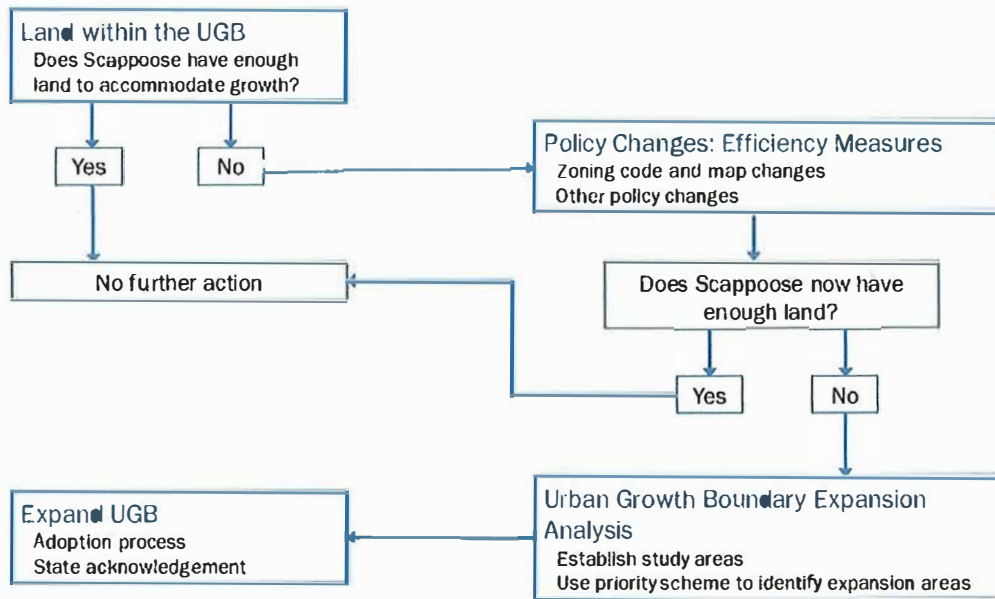 Land within the UGB
Does Scappoose have enough
land to accommodate growth?
Yes
No
Policy Changes: Efficiency Measures
Zoning code and map changes
Other policy changes
No further action
Does Scappoose now have
enough land?
Yes
No
Urban Growth Boundary Expansion
Analysis
Establish study areas
Use priority scheme to identify expansion areas
Expand UGB
Adoption process
State acknowledgement